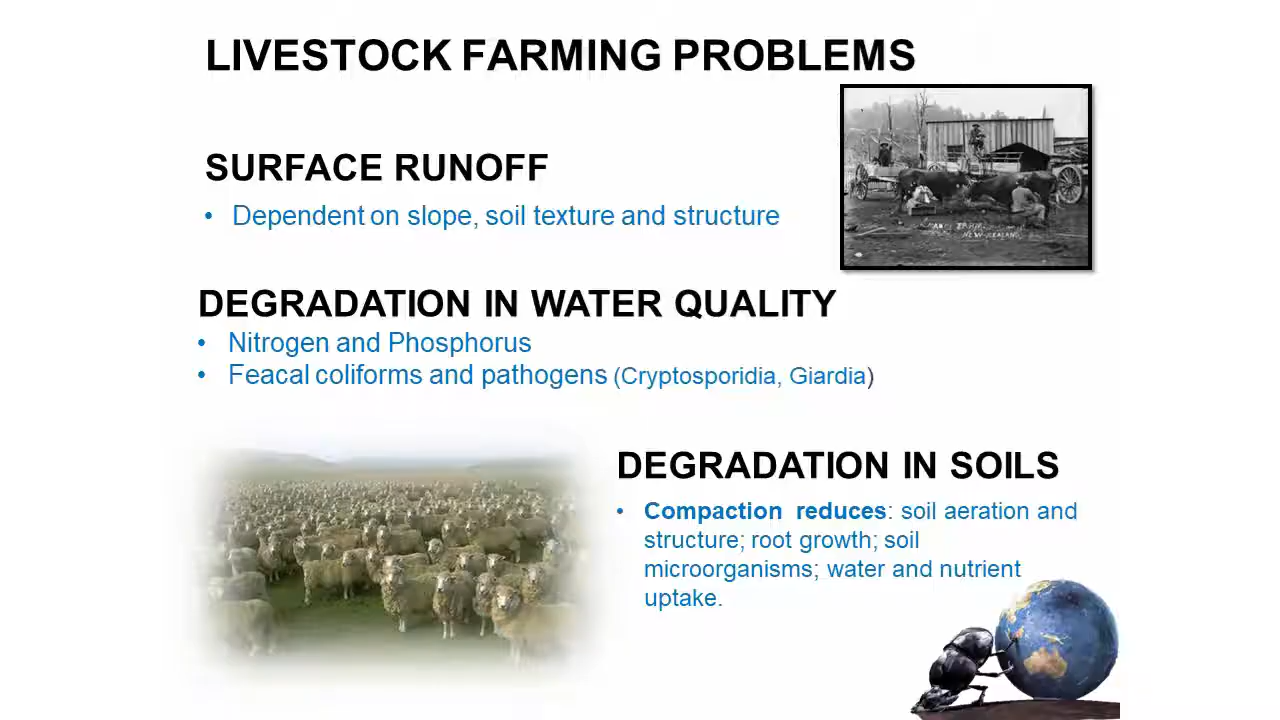 LIVESTOCK FARMING PROBLEMS
SURFACE RUNOFF
• Dependent on slope, soil texture and structure
NEW ZEALAND
DEGRADATION IN WATER QUALITY
• Nitrogen and Phosphorus
• Feacal coliforms and pathogens (Cryptosporidia, Giardia)
DEGRADATION IN SOILS
• Compaction reduces: soil aeration and
structure; root growth; soil
microorganisms; water and nutrient
uptake.